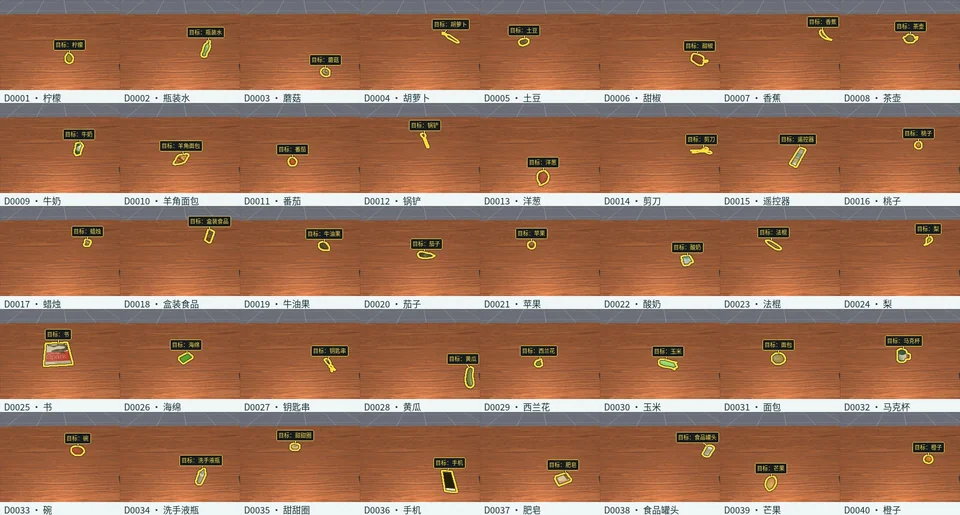 目标: 柠檬
目标: 瓶装水
目标: 蘑菇
目标: 胡萝卜
目标: 土豆
目标: 甜椒
目标: 香蕉
目标: 茶壶
D0001 • 柠檬
D0002 • 瓶装水
D0003 • 蘑菇
D0004 • 胡萝卜
D0005 • 土豆
D0006 • 甜椒
D0007 • 香蕉
D0008 • 茶壶
目标: 牛奶
目标: 羊角面包
目标: 番茄
目标: 锅铲
目标: 洋葱
目标: 剪刀
目标: 遥控器
目标: 桃子
D0009 • 牛奶
D0010 • 羊角面包
D0011 • 番茄
D0012 • 锅铲
D0013 • 洋葱
D0014 • 剪刀
D0015 • 遥控器
D0016 • 桃子
目标: 蜡烛
目标: 盒装食品
目标: 牛油果
目标: 茄子
目标: 苹果
目标: 酸奶
目标: 法棍
目标: 梨
D0017 • 蜡烛
D0018 • 盒装食品
D0019 • 牛油果
D0020 • 茄子
D0021 • 苹果
D0022 • 酸奶
D0023 • 法棍
D0024 • 梨
目标: 书
目标: 海绵
目标: 钥匙串
目标: 黄瓜
目标: 西兰花
目标: 玉米
目标: 面包
目标: 马克杯
D0025 • 书
D0026 • 海绵
D0027 • 钥匙串
D0028 • 黄瓜
D0029 • 西兰花
D0030 • 玉米
D0031 • 面包
D0032 • 马克杯
目标: 碗
目标: 洗手液瓶
目标: 甜甜圈
目标: 手机
目标: 肥皂
目标: 食品罐头
目标: 芒果
目标: 橙子
D0033 • 碗
D0034 • 洗手液瓶
D0035 • 甜甜圈
D0036 • 手机
D0037 • 肥皂
D0038 • 食品罐头
D0039 • 芒果
D0040 • 橙子